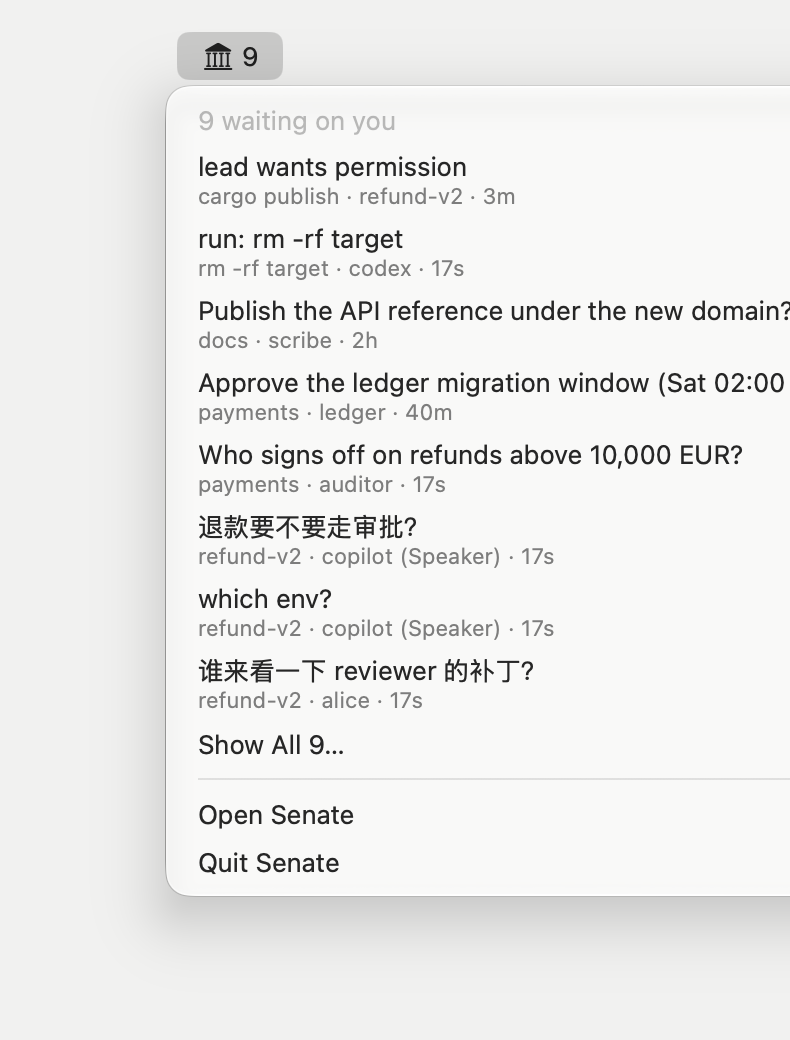 9
9 waiting on you
lead wants permission
cargo publish · refund-v2 · 3m
run: rm -rf target
rm -rf target · codex · 17s
Publish the API reference under the new domain?
docs · scribe · 2h
Approve the ledger migration window (Sat 02:00
payments · ledger · 40m
Who signs off on refunds above 10,000 EUR?
payments · auditor · 17s
退款要不要走审批?
refund-v2 · copilot (Speaker) · 17s
which env?
refund-v2 · copilot (Speaker) · 17s
谁来看一下 reviewer 的补丁?
refund-v2 · alice · 17s
Show All 9...
Open Senate
Quit Senate